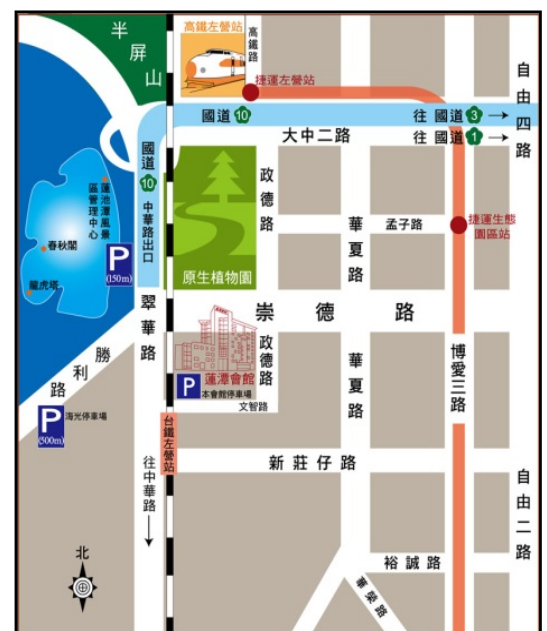 半屏山
高鐵左營站
高鐵路
捷運左營站
自由四路
國道 10
往 國道 3 →
大中二路
往 國道 1 →
國道 10 中華路出口
蓮池潭風景
區管理中心
春秋閣
龍虎塔
P
(150m)
原生植物園
政德路
華夏路
孟子路
捷運生態
園區站
崇德路
翠華路
勝利路
P
(500m)
海光停車場
蓮潭會館
P
本會館停車場
政德路
文智路
華夏路
博愛三路
台鐵左營站
往中華路
新莊仔路
自由二路
裕誠路
華榮路
北